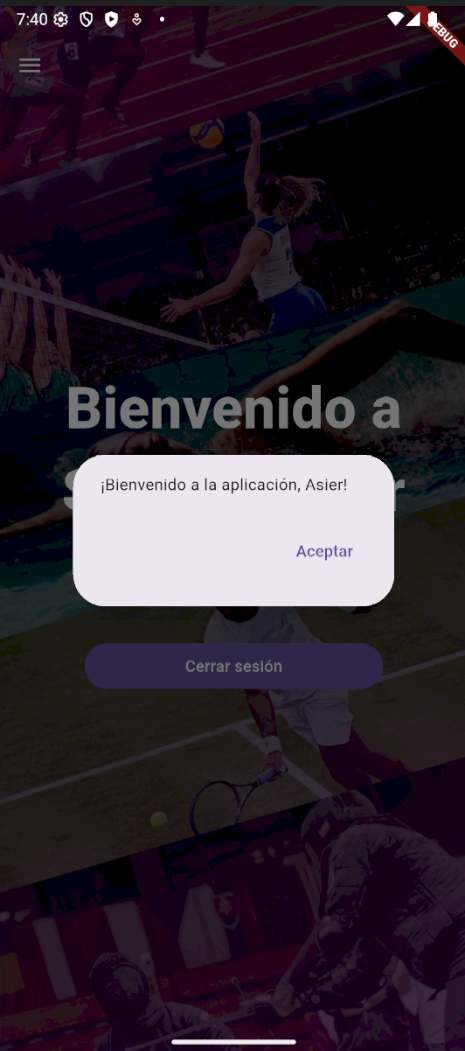 7:40
DEBUG
Bienvenido a
¡Bienvenido a la aplicación, Asier!
Aceptar
Cerrar sesión